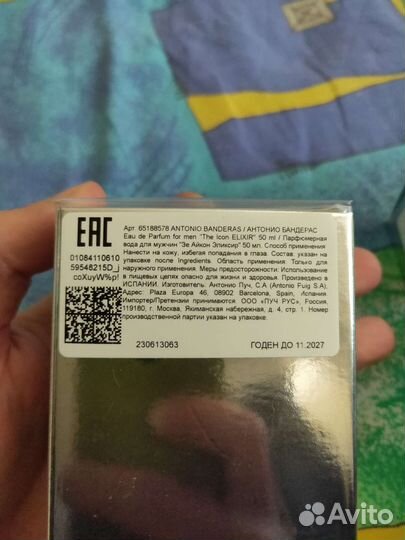 EAC
Арт. 65188578 ANTONIO BANDERAS / АНТОНИО БАНДЕРАС
Eau de Parfum for men "The Icon ELIXIR" 50 ml / Парфюмерная
вода для мужчин "Зе Айкон Эликсир" 50 мл. Способ применения:
Нанести на кожу, избегая попадания в глаза. Состав: указан на
упаковке после Ingredients. Область применения: Только для
наружного применения. Меры предосторожности: Использование
в пищевых целях опасно для жизни и здоровья. Произведено в
ИСПАНИИ. Изготовитель: Антонио Пуч, С.А (Antonio Puig S.A).
Адрес: Plaza Europa 46, 08902 Barcelona, Spain, Испания.
Импортер/Претензии принимаются: ООО «ПУЧ РУС», Россия,
119180, г. Москва, Якиманская набережная, д. 4, стр. 1. Номер
производственной партии указан на упаковке.
01084110610
59546215D_j
coXuyW%p!
230613063
ГОДЕН ДО 11.2027
Avito